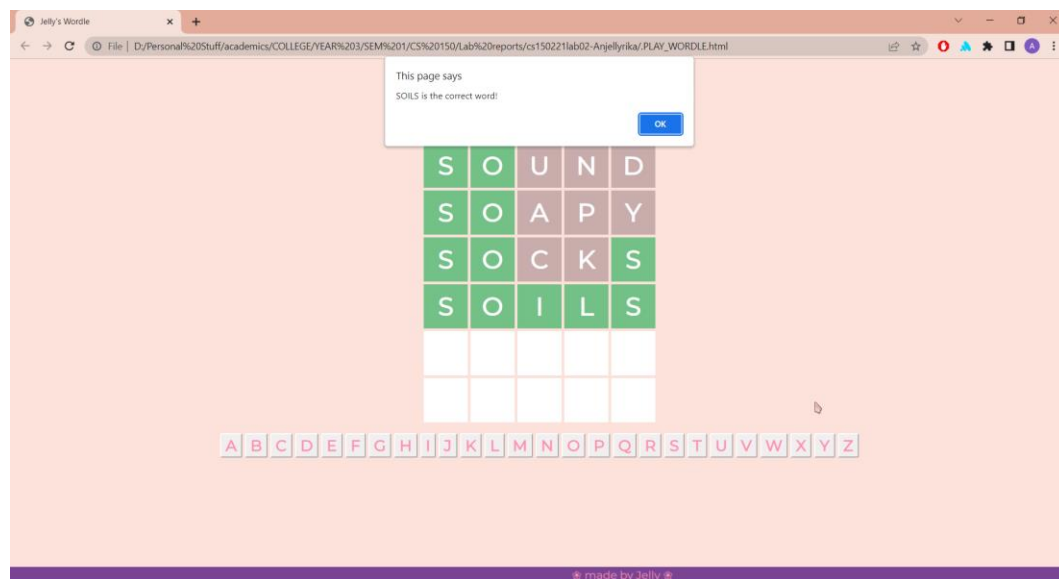 Jelly's Wordle
File | D:/Personal%20Stuff/academics/COLLEGE/YEAR%203/SEM%201/CS%20150/Lab%20reports/cs150221lab02-Anjellyrika/.PLAY_WORDLE.html
A
This page says
SOILS is the correct word!
OK
S O U N D
S O A P Y
S O C K S
S O I L S
A B C D E F G H I J K L M N O P Q R S T U V W X Y Z
❀ made by Jelly ❀